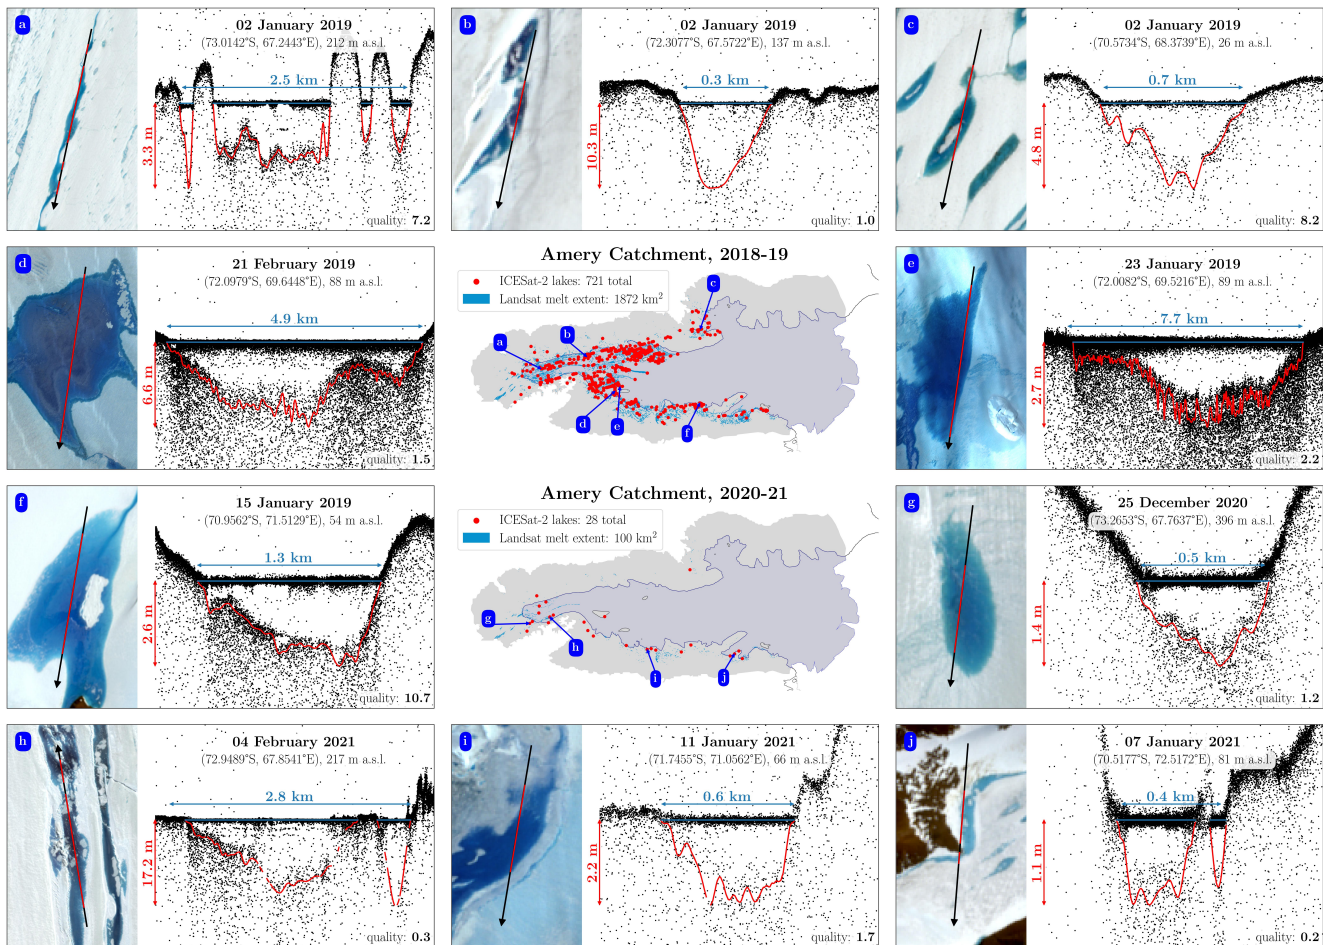 a
02 January 2019
(73.0142°S, 67.2443°E), 212 m a.s.l.
2.5 km
3.3 m
quality: 7.2
b
02 January 2019
(72.3077°S, 67.5722°E), 137 m a.s.l.
0.3 km
10.3 m
quality: 1.0
c
02 January 2019
(70.5734°S, 68.3739°E), 26 m a.s.l.
0.7 km
4.8 m
quality: 8.2
d
21 February 2019
(72.0979°S, 69.6448°E), 88 m a.s.l.
4.9 km
6.6 m
quality: 1.5
Amery Catchment, 2018-19
ICESat-2 lakes: 721 total
Landsat melt extent: 1872 km²
a
b
c
d
e
f
e
23 January 2019
(72.0082°S, 69.5216°E), 89 m a.s.l.
7.7 km
2.7 m
quality: 2.2
f
15 January 2019
(70.9562°S, 71.5129°E), 54 m a.s.l.
1.3 km
2.6 m
quality: 10.7
Amery Catchment, 2020-21
ICESat-2 lakes: 28 total
Landsat melt extent: 100 km²
g
h
i
j
g
25 December 2020
(73.2653°S, 67.7637°E), 396 m a.s.l.
0.5 km
1.4 m
quality: 1.2
h
04 February 2021
(72.9489°S, 67.8541°E), 217 m a.s.l.
2.8 km
17.2 m
quality: 0.3
i
11 January 2021
(71.7455°S, 71.0562°E), 66 m a.s.l.
0.6 km
2.2 m
quality: 1.7
j
07 January 2021
(70.5177°S, 72.5172°E), 81 m a.s.l.
0.4 km
1.1 m
quality: 0.2